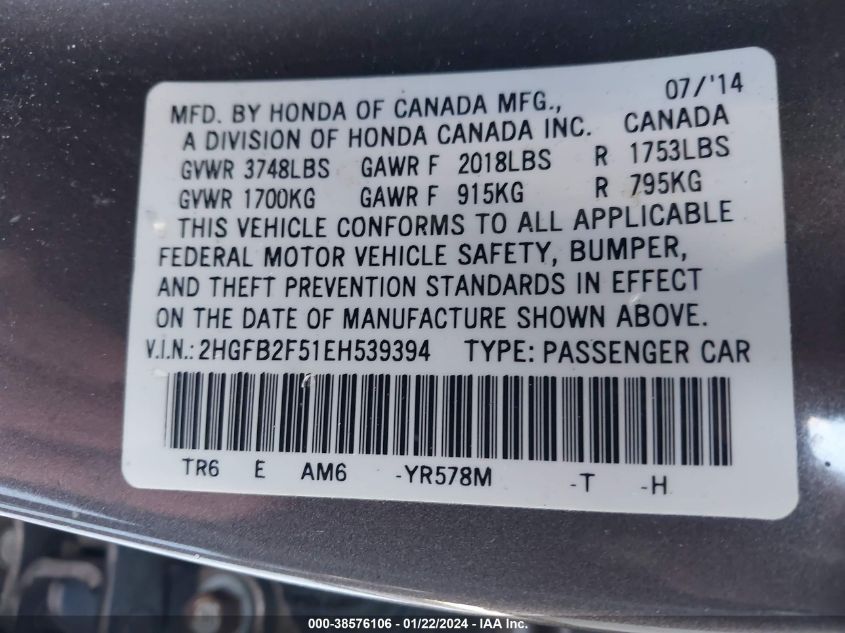 07/'14
MFD. BY HONDA OF CANADA MFG.,
A DIVISION OF HONDA CANADA INC. CANADA
GVWR 3748LBS GAWR F 2018LBS R 1753LBS
GVWR 1700KG GAWR F 915KG R 795KG
THIS VEHICLE CONFORMS TO ALL APPLICABLE
FEDERAL MOTOR VEHICLE SAFETY, BUMPER,
AND THEFT PREVENTION STANDARDS IN EFFECT
ON THE DATE OF MANUFACTURE SHOWN ABOVE.
V.I.N.: 2HGFB2F51EH539394 TYPE: PASSENGER CAR
TR6 E AM6 -YR578M -T -H
000-38576106 - 01/22/2024 - IAA Inc.